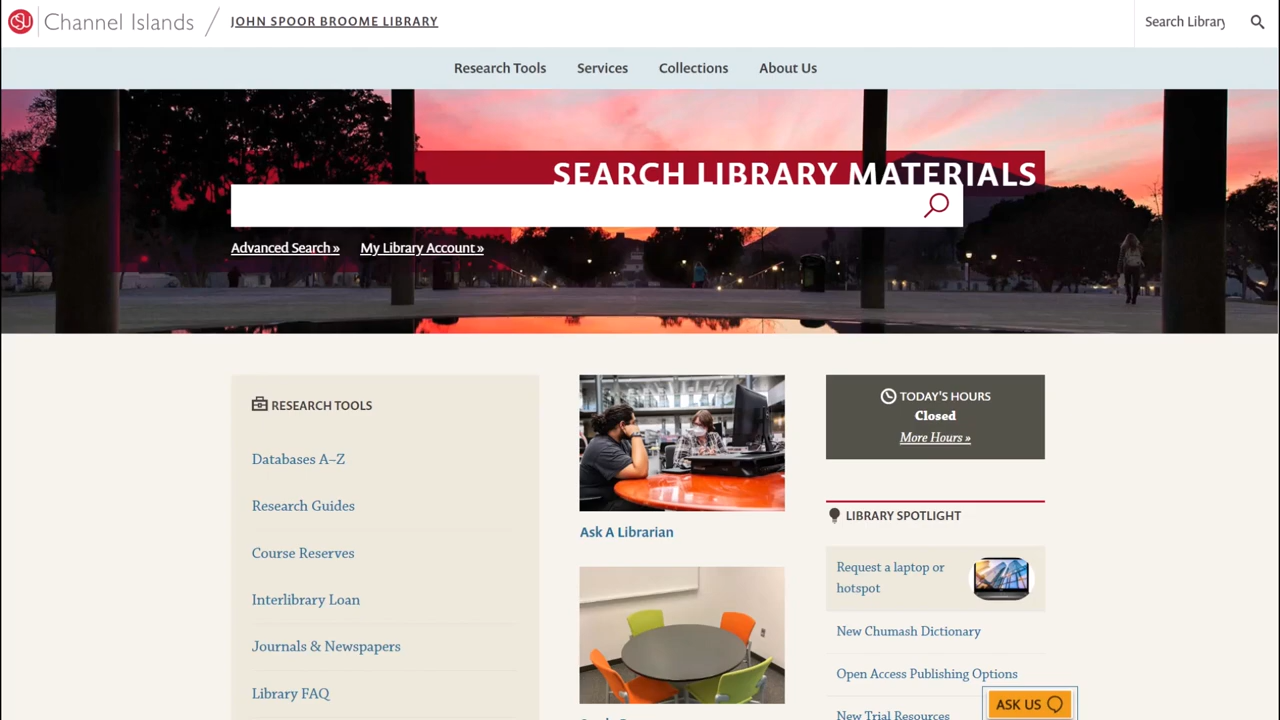 CSU Channel Islands JOHN SPOOR BROOME LIBRARY
Search Library
Research Tools Services Collections About Us
SEARCH LIBRARY MATERIALS
Advanced Search » My Library Account »
RESEARCH TOOLS
Databases A–Z
Research Guides
Course Reserves
Interlibrary Loan
Journals & Newspapers
Library FAQ
Ask A Librarian
TODAY'S HOURS
Closed
More Hours »
LIBRARY SPOTLIGHT
Request a laptop or
hotspot
New Chumash Dictionary
Open Access Publishing Options
New Trial Resources
ASK US